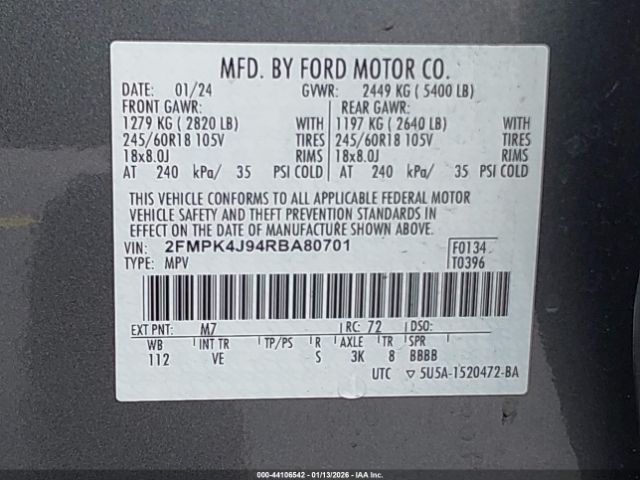 MFD. BY FORD MOTOR CO.
DATE: 01/24 GVWR: 2449 KG ( 5400 LB)
FRONT GAWR: REAR GAWR:
1279 KG ( 2820 LB) WITH 1197 KG ( 2640 LB) WITH
245/60R18 105V TIRES 245/60R18 105V TIRES
18x8.0J RIMS 18x8.0J RIMS
AT 240 kPa/ 35 PSI COLD AT 240 kPa/ 35 PSI COLD
THIS VEHICLE CONFORMS TO ALL APPLICABLE FEDERAL MOTOR
VEHICLE SAFETY AND THEFT PREVENTION STANDARDS IN
EFFECT ON THE DATE OF MANUFACTURE SHOWN ABOVE.
VIN: 2FMPK4J94RBA80701 F0134
TYPE: MPV T0396
EXT PNT: M7 RC: 72 DSO:
WB INT TR TP/PS R AXLE TR SPR
112 VE S 3K 8 BBBB
UTC ▽ 5U5A-1520472-BA
000-44106542 - 01/13/2026 - IAA Inc.